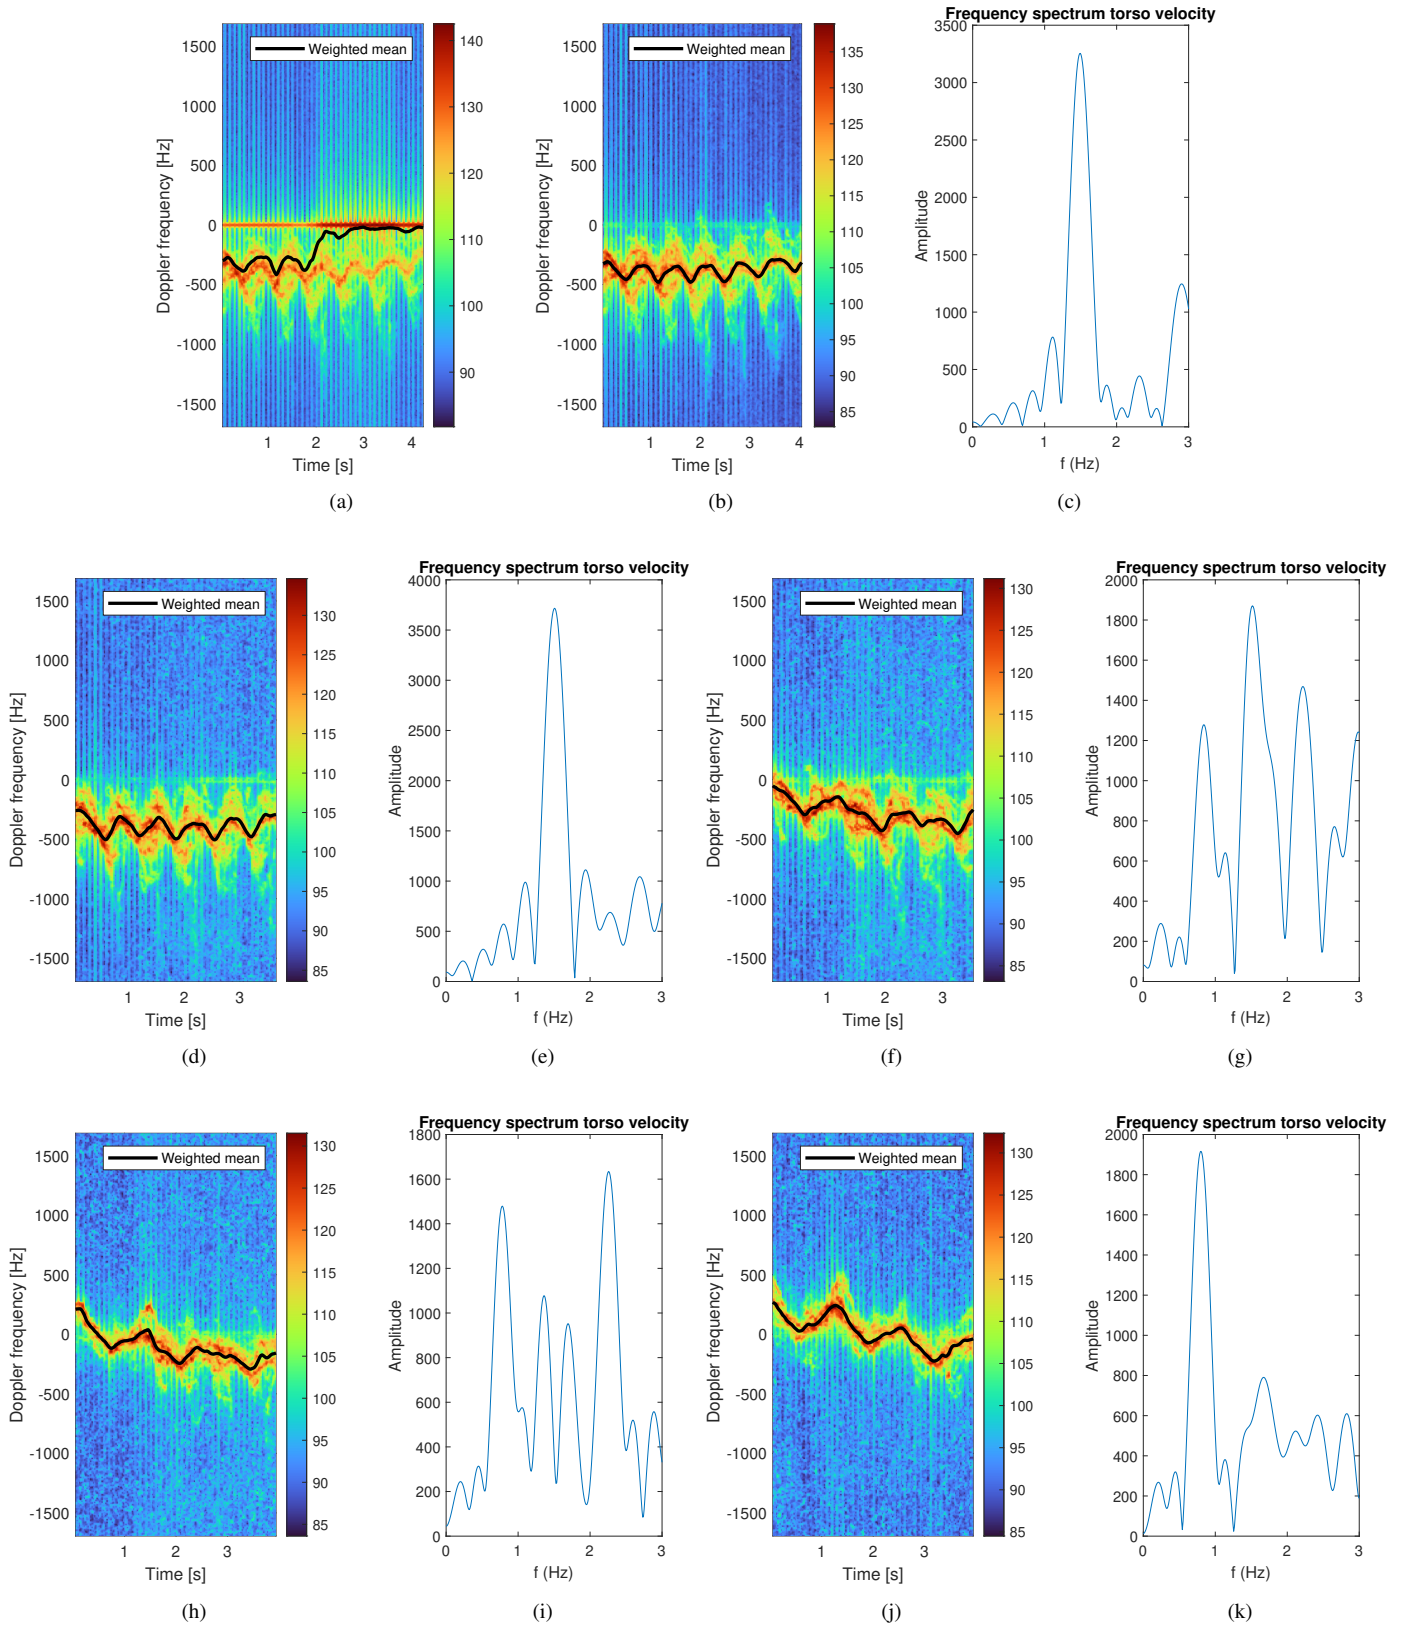 Frequency spectrum torso velocity
Weighted mean
Weighted mean
1500
1000
500
0
-500
-1000
-1500
Doppler frequency [Hz]
1 2 3 4
Time [s]
140
130
120
110
100
90
1500
1000
500
0
-500
-1000
-1500
Doppler frequency [Hz]
1 2 3 4
Time [s]
135
130
125
120
115
110
105
100
95
90
85
3500
3000
2500
2000
1500
1000
500
0
Amplitude
0 1 2 3
f (Hz)
(a) (b) (c)
Weighted mean
1500
1000
500
0
-500
-1000
-1500
Doppler frequency [Hz]
1 2 3
Time [s]
130
125
120
115
110
105
100
95
90
85
(d)
Frequency spectrum torso velocity
4000
3500
3000
2500
2000
1500
1000
500
0
Amplitude
0 1 2 3
f (Hz)
(e)
Weighted mean
1500
1000
500
0
-500
-1000
-1500
Doppler frequency [Hz]
1 2 3
Time [s]
130
125
120
115
110
105
100
95
90
85
(f)
Frequency spectrum torso velocity
2000
1800
1600
1400
1200
1000
800
600
400
200
0
Amplitude
0 1 2 3
f (Hz)
(g)
Weighted mean
1500
1000
500
0
-500
-1000
-1500
Doppler frequency [Hz]
1 2 3
Time [s]
130
125
120
115
110
105
100
95
90
85
(h)
Frequency spectrum torso velocity
1800
1600
1400
1200
1000
800
600
400
200
0
Amplitude
0 1 2 3
f (Hz)
(i)
Weighted mean
1500
1000
500
0
-500
-1000
-1500
Doppler frequency [Hz]
1 2 3
Time [s]
130
125
120
115
110
105
100
95
90
85
(j)
Frequency spectrum torso velocity
2000
1800
1600
1400
1200
1000
800
600
400
200
0
Amplitude
0 1 2 3
f (Hz)
(k)